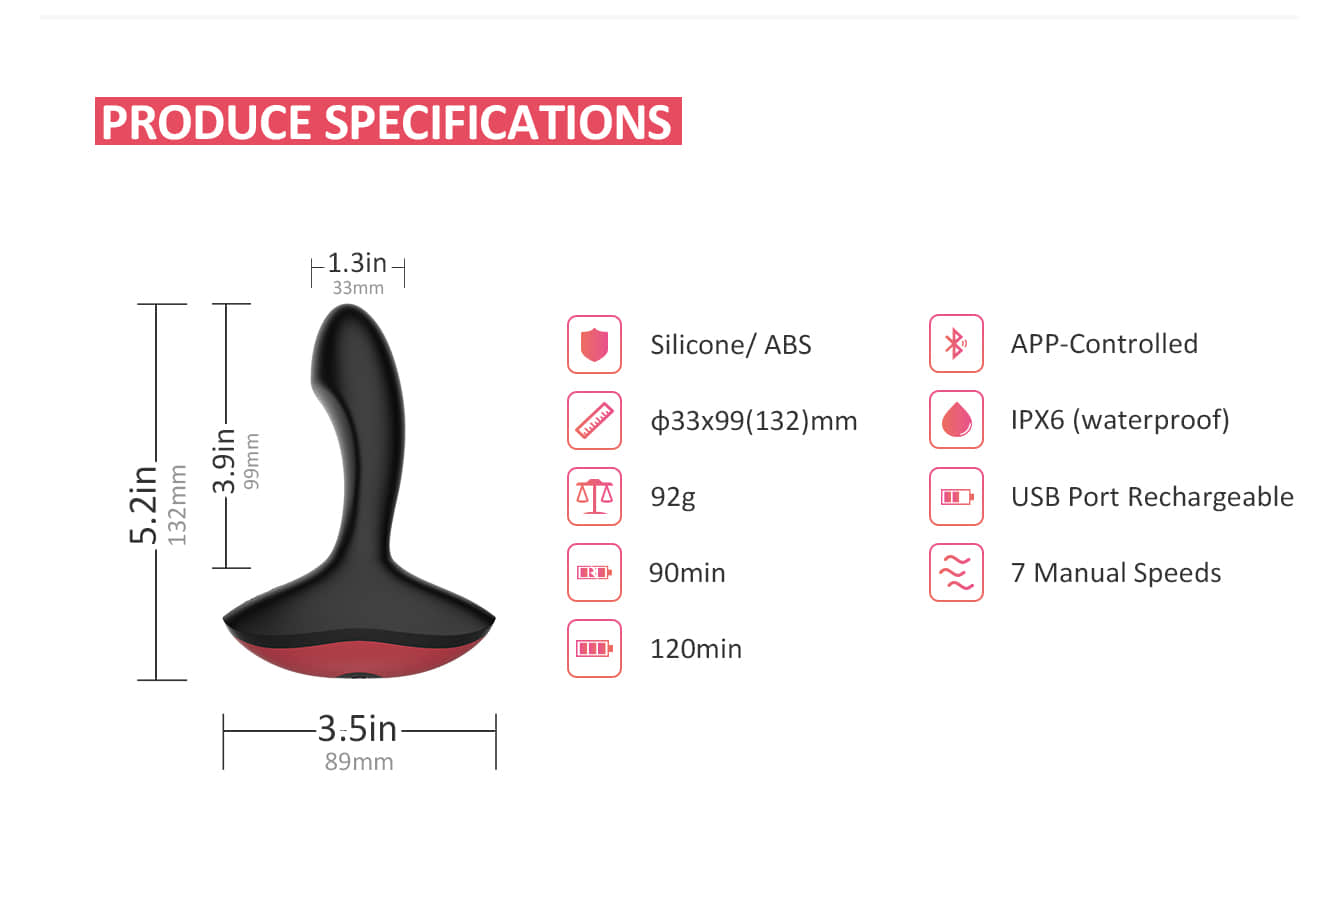 PRODUCE SPECIFICATIONS
1.3in
33mm
5.2in
132mm
3.9in
99mm
3.5in
89mm
Silicone/ ABS
ф33x99(132)mm
92g
90min
120min
APP-Controlled
IPX6 (waterproof)
USB Port Rechargeable
7 Manual Speeds